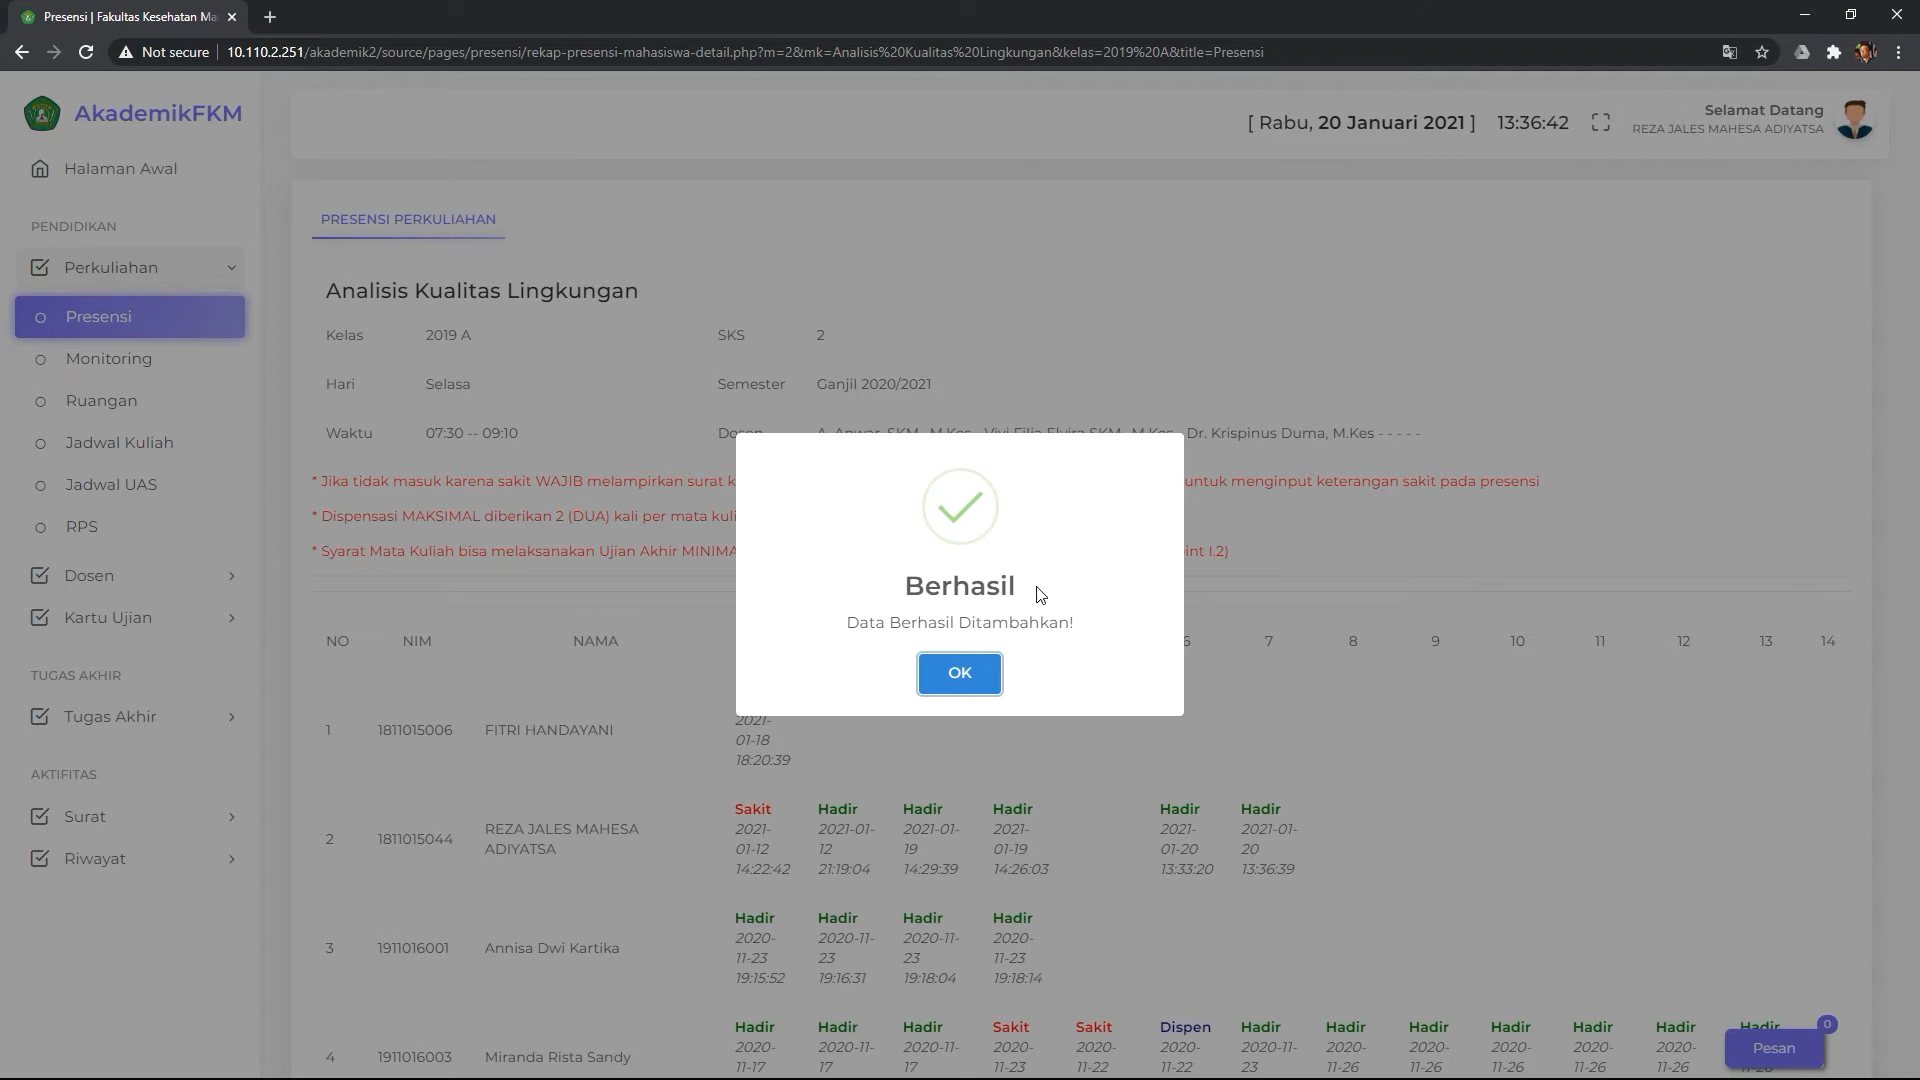 Presensi | Fakultas Kesehatan Ma
Not secure
10.110.2.251/akademik2/source/pages/presensi/rekap-presensi-mahasiswa-detail.php?m=2&mk=Analisis%20Kualitas%20Lingkungan&kelas=2019%20A&title=Presensi
AkademikFKM
[ Rabu, 20 Januari 2021 ] 13:36:42
Selamat Datang
REZA JALES MAHESA ADIYATSA
Halaman Awal
PENDIDIKAN
Perkuliahan
Presensi
Monitoring
Ruangan
Jadwal Kuliah
Jadwal UAS
RPS
Dosen
Kartu Ujian
TUGAS AKHIR
Tugas Akhir
AKTIFITAS
Surat
Riwayat
PRESENSI PERKULIAHAN
Analisis Kualitas Lingkungan
Kelas 2019 A SKS 2
Hari Selasa Semester Ganjil 2020/2021
Waktu 07:30 -- 09:10 Dosen A. Anwar, SKM., M.Kes - Vivi Filia Elvira SKM., M.Kes - Dr. Krispinus Duma, M.Kes - - - - -
* Jika tidak masuk karena sakit WAJIB melampirkan surat k untuk menginput keterangan sakit pada presensi
* Dispensasi MAKSIMAL diberikan 2 (DUA) kali per mata kuli
* Syarat Mata Kuliah bisa melaksanakan Ujian Akhir MINIMA int I.2)
Berhasil
Data Berhasil Ditambahkan!
OK
NO NIM NAMA 6 7 8 9 10 11 12 13 14
1 1811015006 FITRI HANDAYANI
2021-
01-18
18:20:39
2 1811015044 REZA JALES MAHESA
ADIYATSA
Sakit Hadir Hadir Hadir Hadir Hadir
2021- 2021-01- 2021-01- 2021- 2021- 2021-01-
01-12 12 19 01-19 01-20 20
14:22:42 21:19:04 14:29:39 14:26:03 13:33:20 13:36:39
3 1911016001 Annisa Dwi Kartika
Hadir Hadir Hadir Hadir
2020- 2020-11- 2020-11- 2020-
11-23 23 23 11-23
19:15:52 19:16:31 19:18:04 19:18:14
4 1911016003 Miranda Rista Sandy
Hadir Hadir Hadir Sakit Sakit Dispen Hadir Hadir Hadir Hadir Hadir Hadir Hadir
2020- 2020-11- 2020-11- 2020- 2020- 2020- 2020-11- 2020- 2020- 2020- 2020- 2020-
11-17 17 17 11-23 11-22 11-22 23 11-26 11-26 11-26 11-26 11-26
Pesan
0